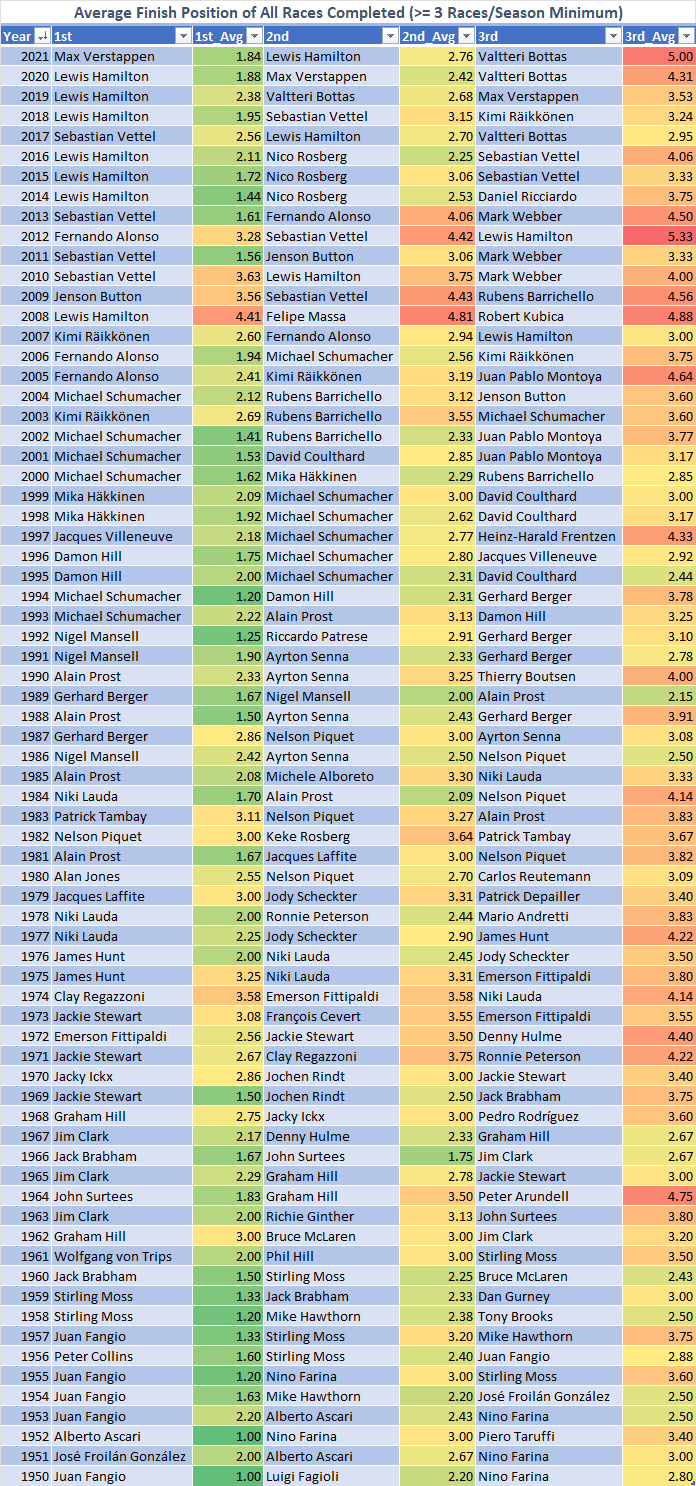 Average Finish Position of All Races Completed (>= 3 Races/Season Minimum)
Year 1st 1st_Avg 2nd 2nd_Avg 3rd 3rd_Avg
2021 Max Verstappen 1.84 Lewis Hamilton 2.76 Valtteri Bottas 5.00
2020 Lewis Hamilton 1.88 Max Verstappen 2.42 Valtteri Bottas 4.31
2019 Lewis Hamilton 2.38 Valtteri Bottas 2.68 Max Verstappen 3.53
2018 Lewis Hamilton 1.95 Sebastian Vettel 3.15 Kimi Räikkönen 3.24
2017 Sebastian Vettel 2.56 Lewis Hamilton 2.70 Valtteri Bottas 2.95
2016 Lewis Hamilton 2.11 Nico Rosberg 2.25 Sebastian Vettel 4.06
2015 Lewis Hamilton 1.72 Nico Rosberg 3.06 Sebastian Vettel 3.33
2014 Lewis Hamilton 1.44 Nico Rosberg 2.53 Daniel Ricciardo 3.75
2013 Sebastian Vettel 1.61 Fernando Alonso 4.06 Mark Webber 4.50
2012 Fernando Alonso 3.28 Sebastian Vettel 4.42 Lewis Hamilton 5.33
2011 Sebastian Vettel 1.56 Jenson Button 3.06 Mark Webber 3.33
2010 Sebastian Vettel 3.63 Lewis Hamilton 3.75 Mark Webber 4.00
2009 Jenson Button 3.56 Sebastian Vettel 4.43 Rubens Barrichello 4.56
2008 Lewis Hamilton 4.41 Felipe Massa 4.81 Robert Kubica 4.88
2007 Kimi Räikkönen 2.60 Fernando Alonso 2.94 Lewis Hamilton 3.00
2006 Fernando Alonso 1.94 Michael Schumacher 2.56 Kimi Räikkönen 3.75
2005 Fernando Alonso 2.41 Kimi Räikkönen 3.19 Juan Pablo Montoya 4.64
2004 Michael Schumacher 2.12 Rubens Barrichello 3.12 Jenson Button 3.60
2003 Kimi Räikkönen 2.69 Rubens Barrichello 3.55 Michael Schumacher 3.60
2002 Michael Schumacher 1.41 Rubens Barrichello 2.33 Juan Pablo Montoya 3.77
2001 Michael Schumacher 1.53 David Coulthard 2.85 Juan Pablo Montoya 3.17
2000 Michael Schumacher 1.62 Mika Häkkinen 2.29 Rubens Barrichello 2.85
1999 Mika Häkkinen 2.09 Michael Schumacher 3.00 David Coulthard 3.00
1998 Mika Häkkinen 1.92 Michael Schumacher 2.62 David Coulthard 3.17
1997 Jacques Villeneuve 2.18 Michael Schumacher 2.77 Heinz-Harald Frentzen 4.33
1996 Damon Hill 1.75 Michael Schumacher 2.80 Jacques Villeneuve 2.92
1995 Damon Hill 2.00 Michael Schumacher 2.31 David Coulthard 2.44
1994 Michael Schumacher 1.20 Damon Hill 2.31 Gerhard Berger 3.78
1993 Michael Schumacher 2.22 Alain Prost 3.13 Damon Hill 3.25
1992 Nigel Mansell 1.25 Riccardo Patrese 2.91 Gerhard Berger 3.10
1991 Nigel Mansell 1.90 Ayrton Senna 2.33 Gerhard Berger 2.78
1990 Alain Prost 2.33 Ayrton Senna 3.25 Thierry Boutsen 4.00
1989 Gerhard Berger 1.67 Nigel Mansell 2.00 Alain Prost 2.15
1988 Alain Prost 1.50 Ayrton Senna 2.43 Gerhard Berger 3.91
1987 Gerhard Berger 2.86 Nelson Piquet 3.00 Ayrton Senna 3.08
1986 Nigel Mansell 2.42 Ayrton Senna 2.50 Nelson Piquet 2.50
1985 Alain Prost 2.08 Michele Alboreto 3.30 Niki Lauda 3.33
1984 Niki Lauda 1.70 Alain Prost 2.09 Nelson Piquet 4.14
1983 Patrick Tambay 3.11 Nelson Piquet 3.27 Alain Prost 3.83
1982 Nelson Piquet 3.00 Keke Rosberg 3.64 Patrick Tambay 3.67
1981 Alain Prost 1.67 Jacques Laffite 3.00 Nelson Piquet 3.82
1980 Alan Jones 2.55 Nelson Piquet 2.70 Carlos Reutemann 3.09
1979 Jacques Laffite 3.00 Jody Scheckter 3.31 Patrick Depailler 3.40
1978 Niki Lauda 2.00 Ronnie Peterson 2.44 Mario Andretti 3.83
1977 Niki Lauda 2.25 Jody Scheckter 2.90 James Hunt 4.22
1976 James Hunt 2.00 Niki Lauda 2.45 Jody Scheckter 3.50
1975 James Hunt 3.25 Niki Lauda 3.31 Emerson Fittipaldi 3.80
1974 Clay Regazzoni 3.58 Emerson Fittipaldi 3.58 Niki Lauda 4.14
1973 Jackie Stewart 3.08 François Cevert 3.55 Emerson Fittipaldi 3.55
1972 Emerson Fittipaldi 2.56 Jackie Stewart 3.50 Denny Hulme 4.40
1971 Jackie Stewart 2.67 Clay Regazzoni 3.75 Ronnie Peterson 4.22
1970 Jacky Ickx 2.86 Jochen Rindt 3.00 Jackie Stewart 3.40
1969 Jackie Stewart 1.50 Jochen Rindt 2.50 Jack Brabham 3.75
1968 Graham Hill 2.75 Jacky Ickx 3.00 Pedro Rodríguez 3.60
1967 Jim Clark 2.17 Denny Hulme 2.33 Graham Hill 2.67
1966 Jack Brabham 1.67 John Surtees 1.75 Jim Clark 2.67
1965 Jim Clark 2.29 Graham Hill 2.78 Jackie Stewart 3.00
1964 John Surtees 1.83 Graham Hill 3.50 Peter Arundell 4.75
1963 Jim Clark 2.00 Richie Ginther 3.13 John Surtees 3.80
1962 Graham Hill 3.00 Bruce McLaren 3.00 Jim Clark 3.20
1961 Wolfgang von Trips 2.00 Phil Hill 3.00 Stirling Moss 3.50
1960 Jack Brabham 1.50 Stirling Moss 2.25 Bruce McLaren 2.43
1959 Stirling Moss 1.33 Jack Brabham 2.33 Dan Gurney 3.00
1958 Stirling Moss 1.20 Mike Hawthorn 2.38 Tony Brooks 2.50
1957 Juan Fangio 1.33 Stirling Moss 3.20 Mike Hawthorn 3.75
1956 Peter Collins 1.60 Stirling Moss 2.40 Juan Fangio 2.88
1955 Juan Fangio 1.20 Nino Farina 3.00 Stirling Moss 3.60
1954 Juan Fangio 1.63 Mike Hawthorn 2.20 José Froilán González 2.50
1953 Juan Fangio 2.20 Alberto Ascari 2.43 Nino Farina 2.50
1952 Alberto Ascari 1.00 Nino Farina 3.00 Piero Taruffi 3.40
1951 José Froilán González 2.00 Alberto Ascari 2.67 Nino Farina 3.00
1950 Juan Fangio 1.00 Luigi Fagioli 2.20 Nino Farina 2.80